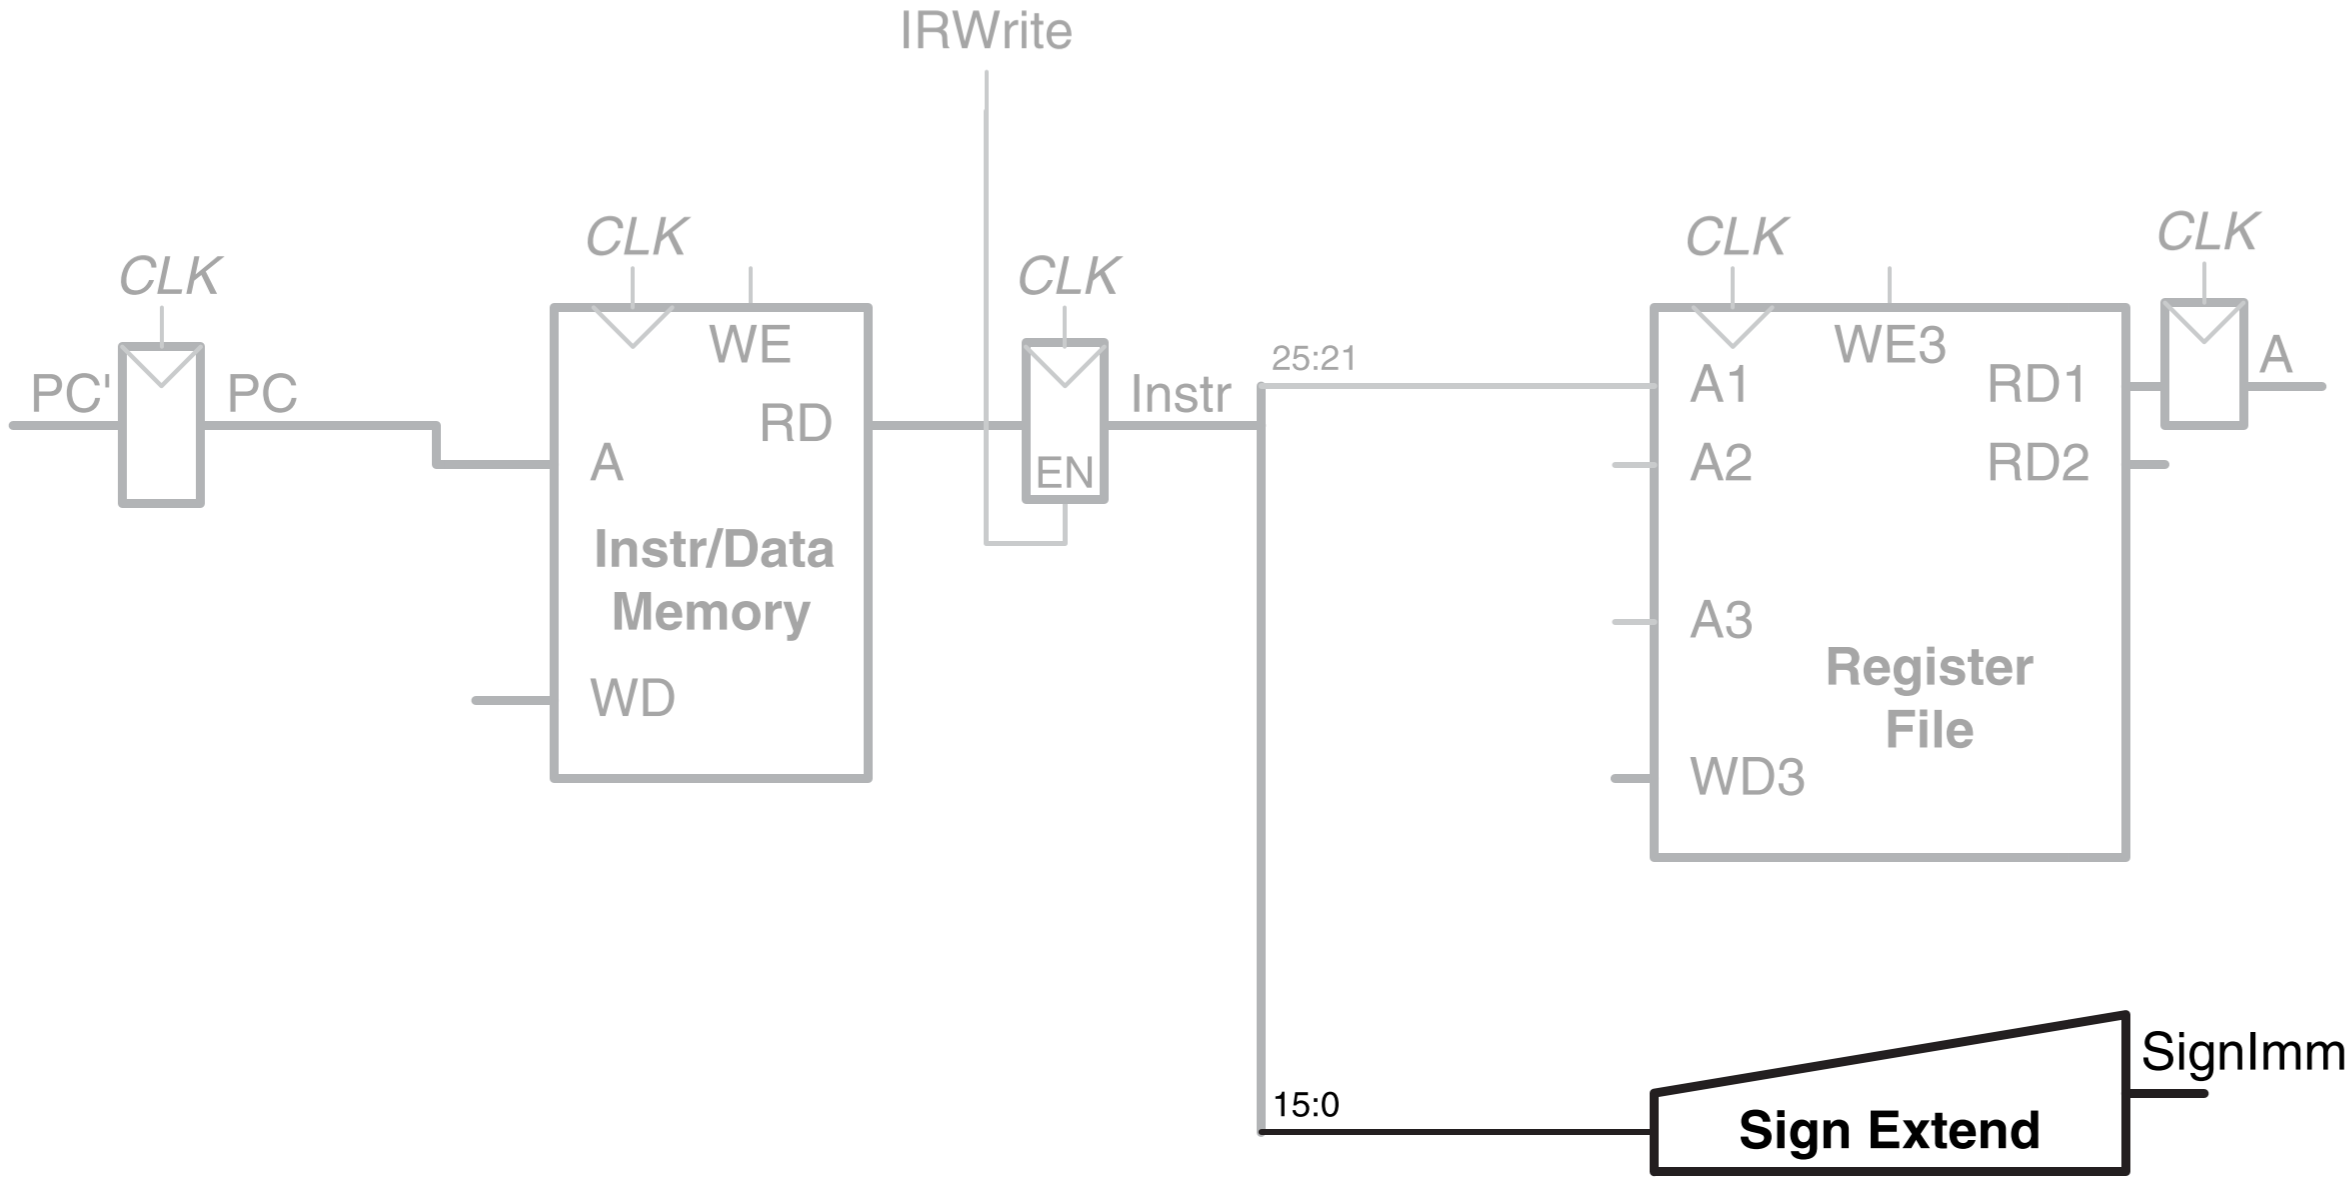 IRWrite
CLK
CLK
CLK
CLK
CLK
PC'
PC
WE
RD
A
Instr/Data
Memory
WD
EN
Instr
25:21
A1
A2
A3
WD3
WE3
RD1
RD2
Register
File
A
15:0
Sign Extend
SignImm